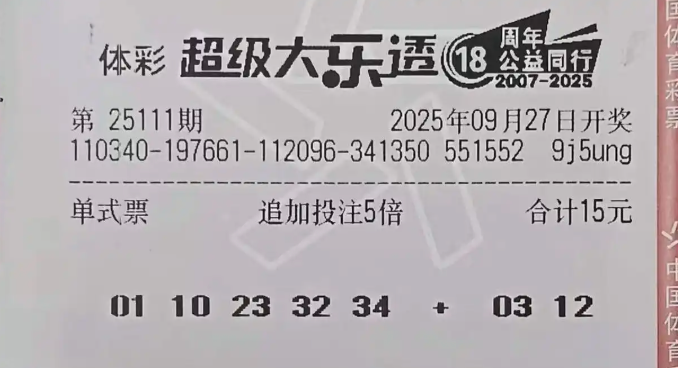 体彩 超级大乐透 18 周年 公益同行 2007-2025
第 25111期 2025年09月27日开奖
110340-197661-112096-341350 551552 9j5ung
单式票 追加投注5倍 合计15元
01 10 23 32 34 + 03 12
国体育彩票
中国体育